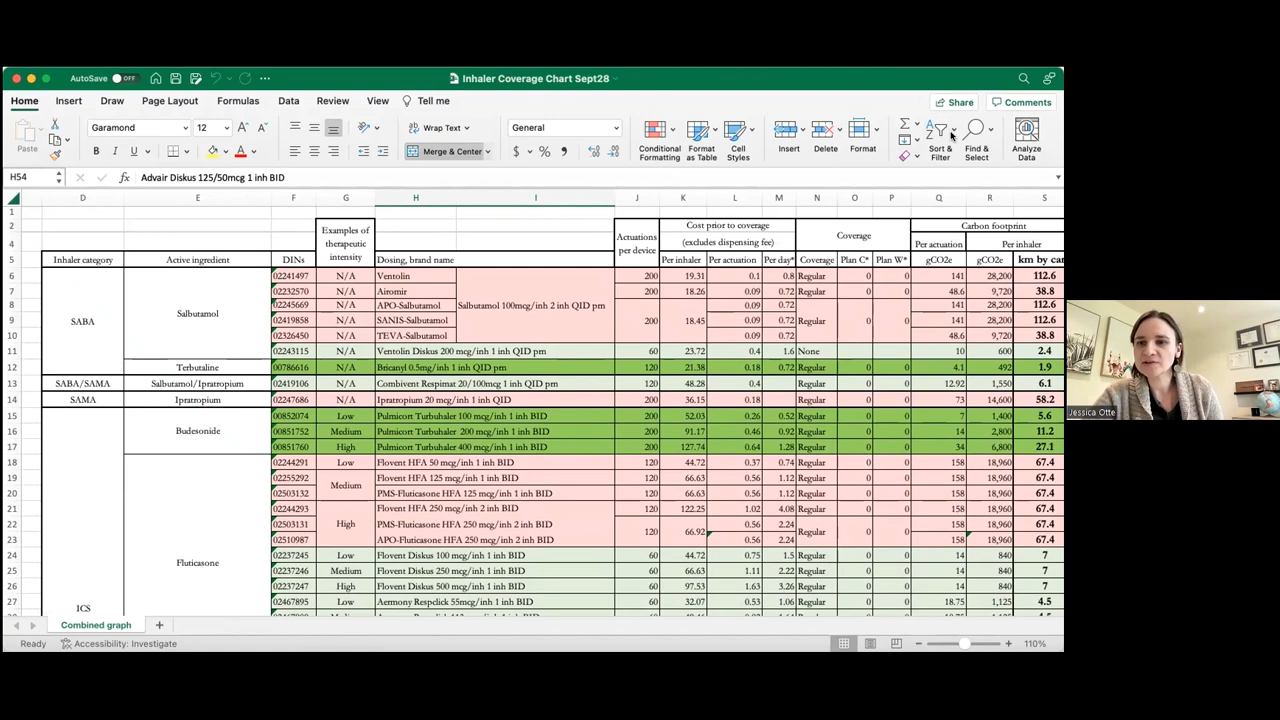 AutoSave OFF Inhaler Coverage Chart Sept28
Home Insert Draw Page Layout Formulas Data Review View Tell me Share Comments
Paste Garamond 12 Wrap Text General
B I U Merge & Center $ % Conditional Formatting Format as Table Cell Styles Insert Delete Format Sort & Filter Find & Select Analyze Data
H54 fx Advair Diskus 125/50mcg 1 inh BID
D E F G H I J K L M N O P Q R S
1
2 Examples of therapeutic intensity Actuations per device Cost prior to coverage Coverage Carbon footprint
4 (excludes dispensing fee) Per actuation Per inhaler
5 Inhaler category Active ingredient DINs Dosing, brand name Per inhaler Per actuation Per day* Coverage Plan C* Plan W* gCO2e gCO2e km by car
6 SABA Salbutamol 02241497 N/A Ventolin Salbutamol 100mcg/inh 2 inh QID prn 200 19.31 0.1 0.8 Regular 0 0 141 28,200 112.6
7 02232570 N/A Airomir 200 18.26 0.09 0.72 Regular 0 0 48.6 9,720 38.8
8 02245669 N/A APO-Salbutamol 0.09 0.72 141 28,200 112.6
9 02419858 N/A SANIS-Salbutamol 200 18.45 0.09 0.72 Regular 0 0 141 28,200 112.6
10 02326450 N/A TEVA-Salbutamol 0.09 0.72 48.6 9,720 38.8
11 02243115 N/A Ventolin Diskus 200 mcg/inh 1 inh QID prn 60 23.72 0.4 1.6 None 10 600 2.4
12 Terbutaline 00786616 N/A Bricanyl 0.5mg/inh 1 inh QID prn 120 21.38 0.18 0.72 Regular 0 0 4.1 492 1.9
13 SABA/SAMA Salbutamol/Ipratropium 02419106 N/A Combivent Respimat 20/100mcg 1 inh QID prn 120 48.28 0.4 Regular 0 0 12.92 1,550 6.1
14 SAMA Ipratropium 02247686 N/A Ipratropium 20 mcg/inh 1 inh QID 200 36.15 0.18 Regular 0 0 73 14,600 58.2
15 Budesonide 00852074 Low Pulmicort Turbuhaler 100 mcg/inh 1 inh BID 200 52.03 0.26 0.52 Regular 0 0 7 1,400 5.6
16 00851752 Medium Pulmicort Turbuhaler 200 mcg/inh 1 inh BID 200 91.17 0.46 0.92 Regular 0 0 14 2,800 11.2
17 00851760 High Pulmicort Turbuhaler 400 mcg/inh 1 inh BID 200 127.74 0.64 1.28 Regular 0 0 34 6,800 27.1
18 02244291 Low Flovent HFA 50 mcg/inh 1 inh BID 120 44.72 0.37 0.74 Regular 0 0 158 18,960 67.4
19 02255292 Medium Flovent HFA 125 mcg/inh 1 inh BID 120 66.63 0.56 1.12 Regular 0 0 158 18,960 67.4
20 02503132 PMS-Fluticasone HFA 125 mcg/inh 1 inh BID 120 66.63 0.56 1.12 Regular 0 0 158 18,960 67.4
21 02244293 High Flovent HFA 250 mcg/inh 2 inh BID 120 122.25 1.02 4.08 Regular 0 0 158 18,960 67.4
22 02503131 PMS-Fluticasone HFA 250 mcg/inh 2 inh BID 120 66.92 0.56 2.24 Regular 0 0 158 18,960 67.4
23 02510987 APO-Fluticasone HFA 250 mcg/inh 2 inh BID 0.56 2.24 158 18,960 67.4
24 Fluticasone 02237245 Low Flovent Diskus 100 mcg/inh 1 inh BID 60 44.72 0.75 1.5 Regular 0 0 14 840 7
25 02237246 Medium Flovent Diskus 250 mcg/inh 1 inh BID 60 66.63 1.11 2.22 Regular 0 0 14 840 7
26 02237247 High Flovent Diskus 500 mcg/inh 1 inh BID 60 97.53 1.63 3.26 Regular 0 0 14 840 7
27 ICS 02467895 Low Aermony Respclick 55mcg/inh 1 inh BID 60 32.07 0.53 1.06 Regular 0 0 18.75 1,125 4.5
Combined graph +
Ready Accessibility: Investigate 110%
Jessica Otte